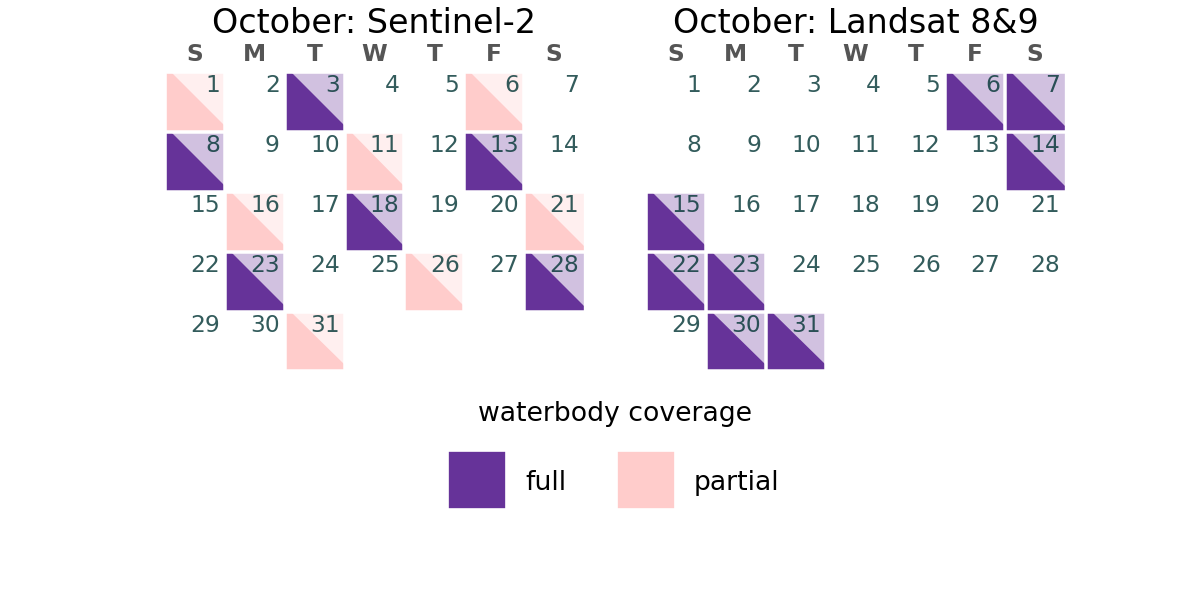 October: Sentinel-2
S M T W T F S
1 2 3 4 5 6 7
8 9 10 11 12 13 14
15 16 17 18 19 20 21
22 23 24 25 26 27 28
29 30 31
October: Landsat 8&9
S M T W T F S
1 2 3 4 5 6 7
8 9 10 11 12 13 14
15 16 17 18 19 20 21
22 23 24 25 26 27 28
29 30 31
waterbody coverage
full partial